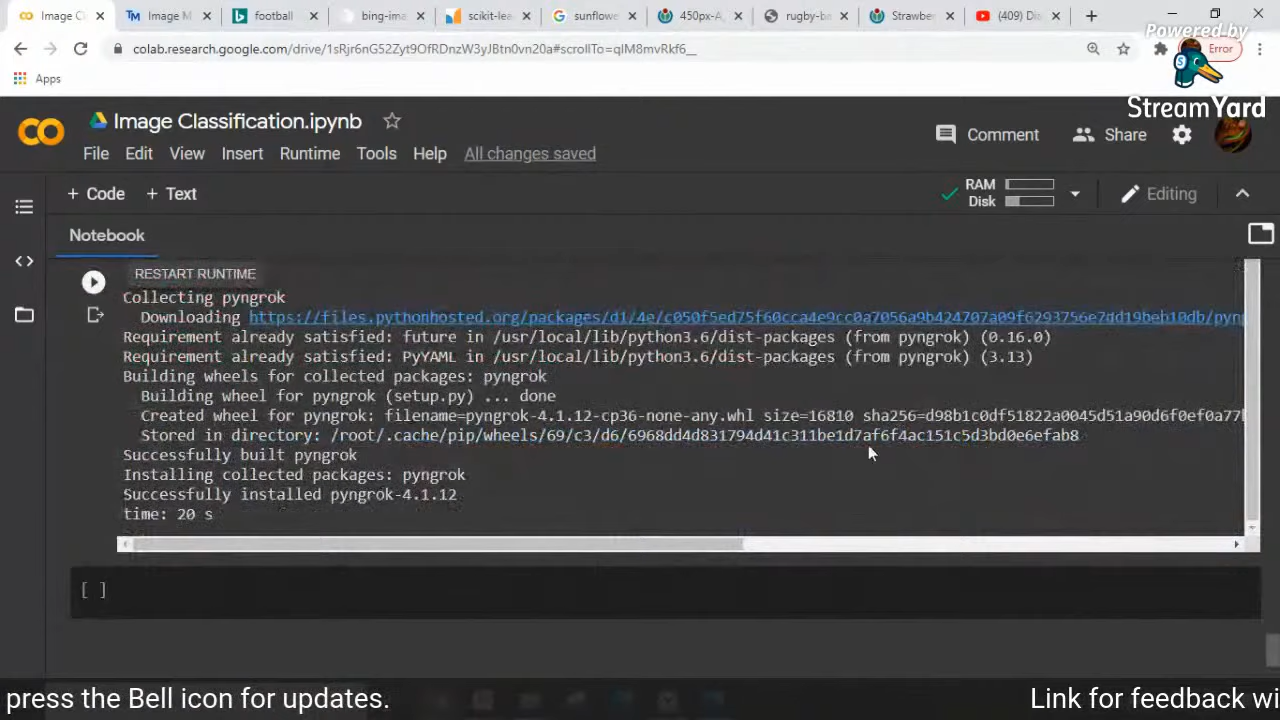 Image C
Image M
football
bing-ima
scikit-lea
sunflowe
450px-A
rugby-ba
Strawber
(409) Di
Powered by
colab.research.google.com/drive/1sRjr6nG52Zyt9OfRDnzW3yJBtn0vn20a#scrollTo=qIM8mvRkf6__
Error
Apps
StreamYard
Image Classification.ipynb
Comment
Share
File Edit View Insert Runtime Tools Help All changes saved
+ Code + Text
RAM
Disk
Editing
Notebook
RESTART RUNTIME
Collecting pyngrok
Downloading https://files.pythonhosted.org/packages/d1/4e/c050f5ed75f60cca4e9cc0a7056a9b424707a09f6293756e7dd19beb10db/pyng
Requirement already satisfied: future in /usr/local/lib/python3.6/dist-packages (from pyngrok) (0.16.0)
Requirement already satisfied: PyYAML in /usr/local/lib/python3.6/dist-packages (from pyngrok) (3.13)
Building wheels for collected packages: pyngrok
Building wheel for pyngrok (setup.py) ... done
Created wheel for pyngrok: filename=pyngrok-4.1.12-cp36-none-any.whl size=16810 sha256=d98b1c0df51822a0045d51a90d6f0ef0a77b
Stored in directory: /root/.cache/pip/wheels/69/c3/d6/6968dd4d831794d41c311be1d7af6f4ac151c5d3bd0e6efab8
Successfully built pyngrok
Installing collected packages: pyngrok
Successfully installed pyngrok-4.1.12
time: 20 s
[ ]
press the Bell icon for updates.
Link for feedback wi